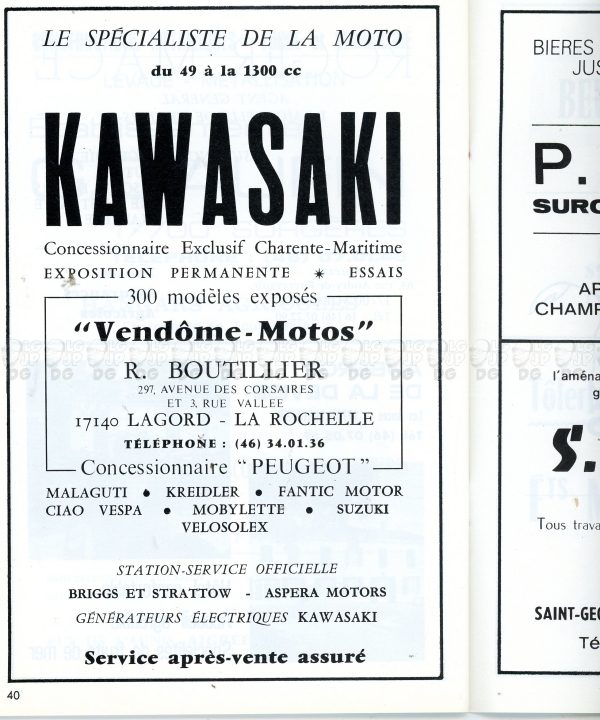 LE SPÉCIALISTE DE LA MOTO
du 49 à la 1300 cc
KAWASAKI
Concessionnaire Exclusif Charente-Maritime
EXPOSITION PERMANENTE ✴ ESSAIS
300 modèles exposés
“Vendôme-Motos”
R. BOUTILLIER
297, AVENUE DES CORSAIRES
ET 3, RUE VALLEE
17140 LAGORD - LA ROCHELLE
TÉLÉPHONE : (46) 34.01.36
Concessionnaire “PEUGEOT”
MALAGUTI • KREIDLER • FANTIC MOTOR
CIAO VESPA • MOBYLETTE • SUZUKI
VELOSOLEX
STATION-SERVICE OFFICIELLE
BRIGGS ET STRATTOW - ASPERA MOTORS
GÉNÉRATEURS ÉLECTRIQUES KAWASAKI
Service après-vente assuré
40
BIERES
JUS
P.
SURG
AP
CHAMP
l'aména
g
S.
Tous trava
SAINT-GEO
Té